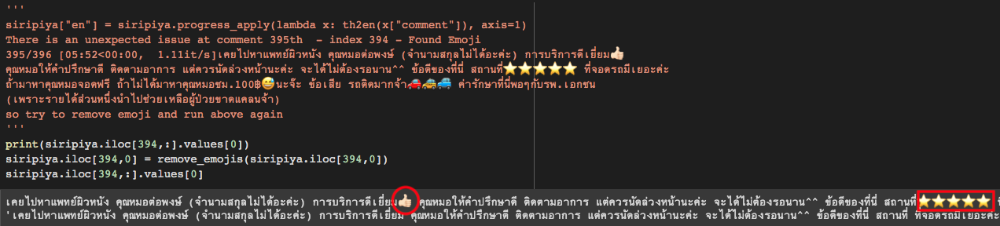 '''
siripiya["en"] = siripiya.progress_apply(lambda x: th2en(x["comment"]), axis=1)
There is an unexpected issue at comment 395th  - index 394 - Found Emoji
395/396 [05:52<00:00,  1.11it/s]เคยไปหาแพทย์ผิวหนัง คุณหมอต่อพงษ์ (จำนามสกุลไม่ได้อะค่ะ) การบริการดีเยี่ยม👍🏻
คุณหมอให้คำปรึกษาดี ติดตามอาการ แต่ควรนัดล่วงหน้านะค่ะ จะได้ไม่ต้องรอนาน^^ ข้อดีของที่นี่ สถานที่⭐⭐⭐⭐⭐ ที่จอดรถมีเยอะค่ะ
ถ้ามาหาคุณหมอจอดฟรี ถ้าไม่ได้มาหาคุณหมอชม.100฿😅นะจ๊ะ ข้อเสีย รถติดมากจ้า🚗🚕🚙 ค่ารักษาที่นี่พอๆกับรพ.เอกชน
(เพราะรายได้ส่วนหนึ่งนำไปช่วยเหลือผู้ป่วยขาดแคลนจ้า)
so try to remove emoji and run above again
'''
print(siripiya.iloc[394,:].values[0])
siripiya.iloc[394,0] = remove_emojis(siripiya.iloc[394,0])
siripiya.iloc[394,:].values[0]
เคยไปหาแพทย์ผิวหนัง คุณหมอต่อพงษ์ (จำนามสกุลไม่ได้อะค่ะ) การบริการดีเยี่ยม👍🏻 คุณหมอให้คำปรึกษาดี ติดตามอาการ แต่ควรนัดล่วงหน้านะค่ะ จะได้ไม่ต้องรอนาน^^ ข้อดีของที่นี่ สถานที่⭐⭐⭐⭐⭐
'เคยไปหาแพทย์ผิวหนัง คุณหมอต่อพงษ์ (จำนามสกุลไม่ได้อะค่ะ) การบริการดีเยี่ยม คุณหมอให้คำปรึกษาดี ติดตามอาการ แต่ควรนัดล่วงหน้านะค่ะ จะได้ไม่ต้องรอนาน^^ ข้อดีของที่นี่ สถานที่ ที่จอดรถมีเยอะค่ะ